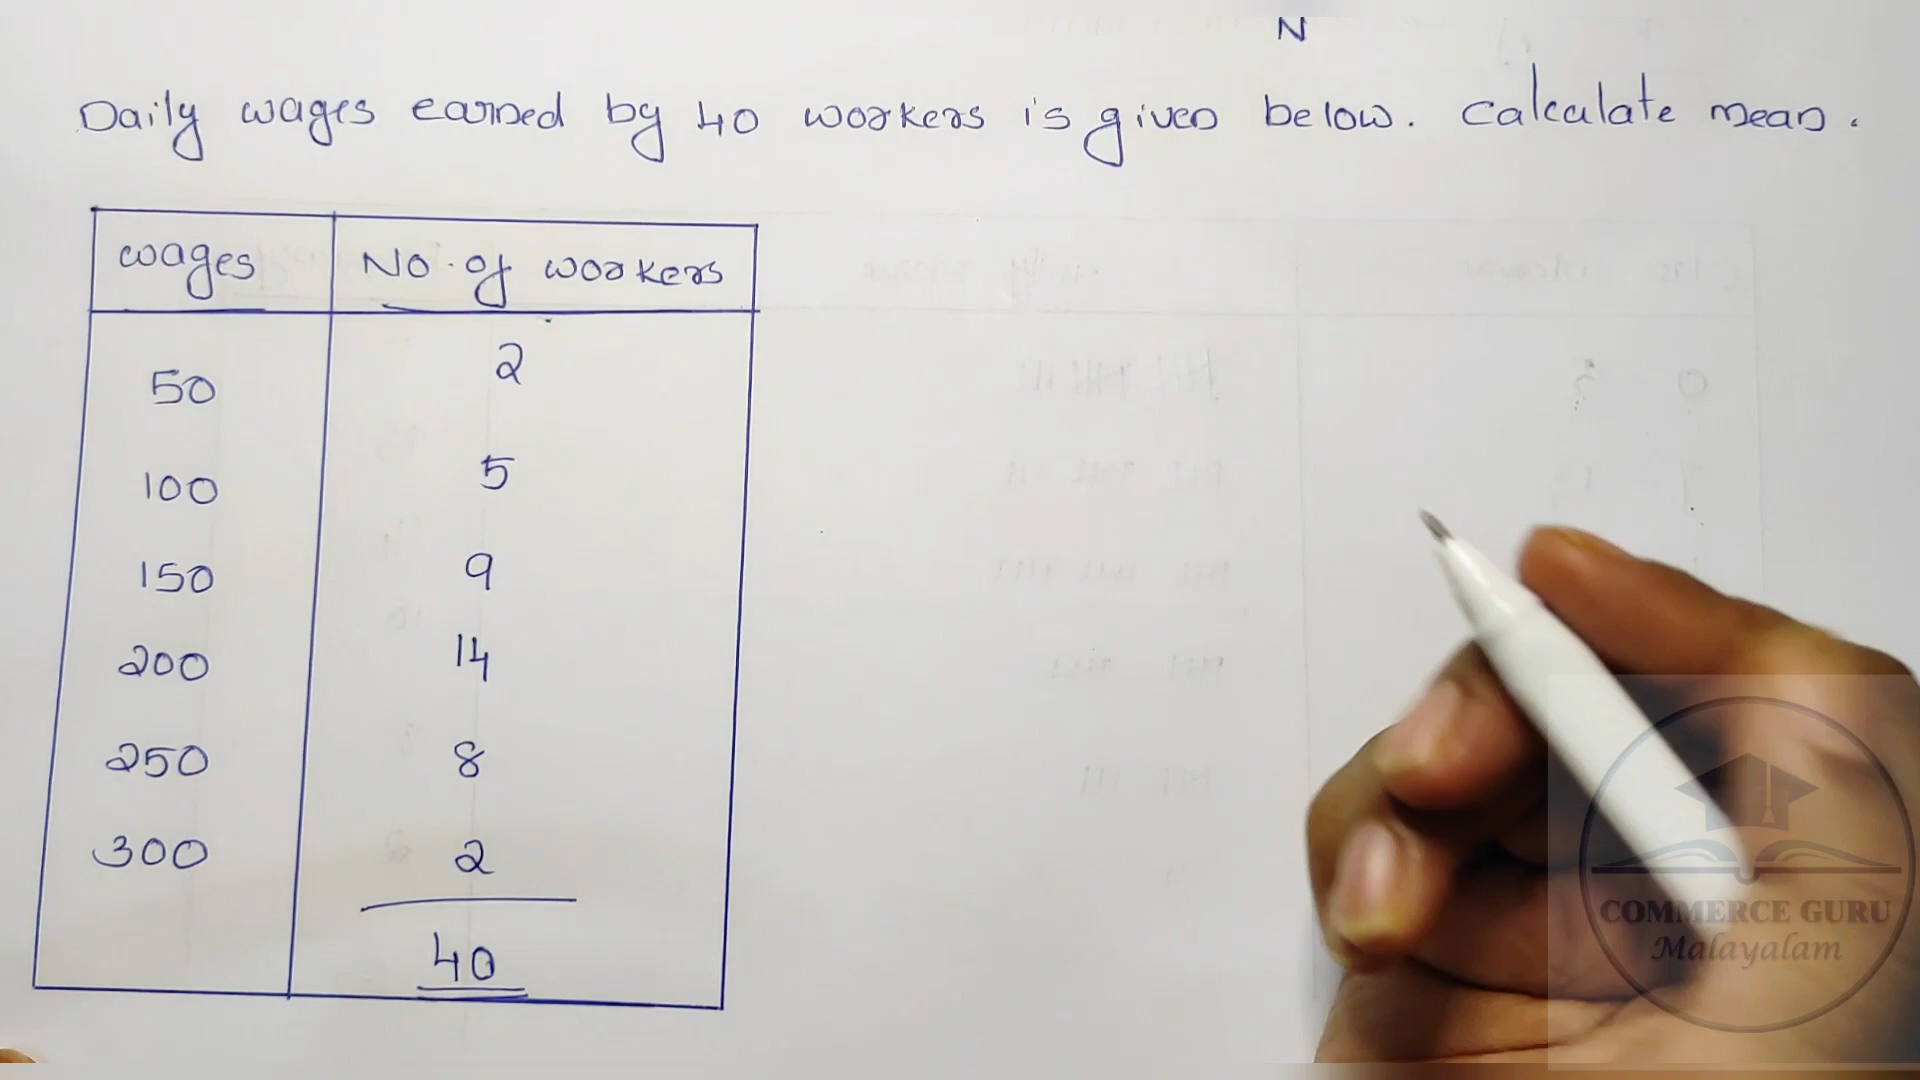 N
Daily wages earned by 40 workers is given below. Calculate mean.
wages No. of workers
50 2
100 5
150 9
200 14
250 8
300 2
40
COMMERCE GURU
Malayalam